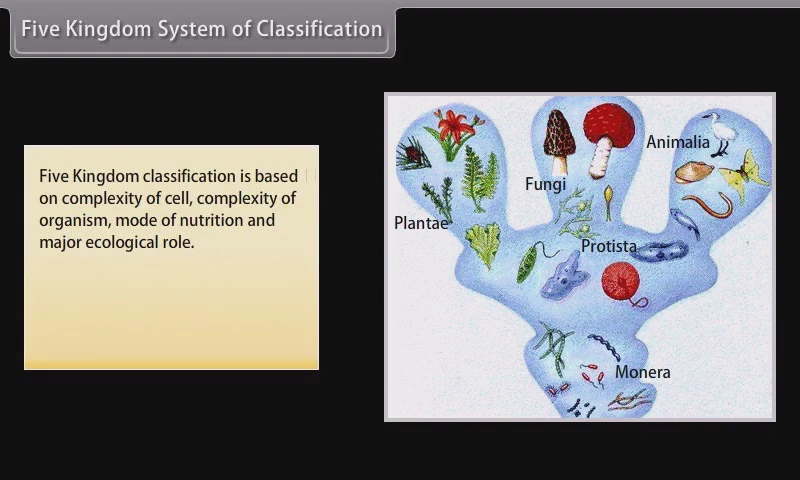 Five Kingdom System of Classification
Five Kingdom classification is based
on complexity of cell, complexity of
organism, mode of nutrition and
major ecological role.
Animalia
Fungi
Plantae
Protista
Monera